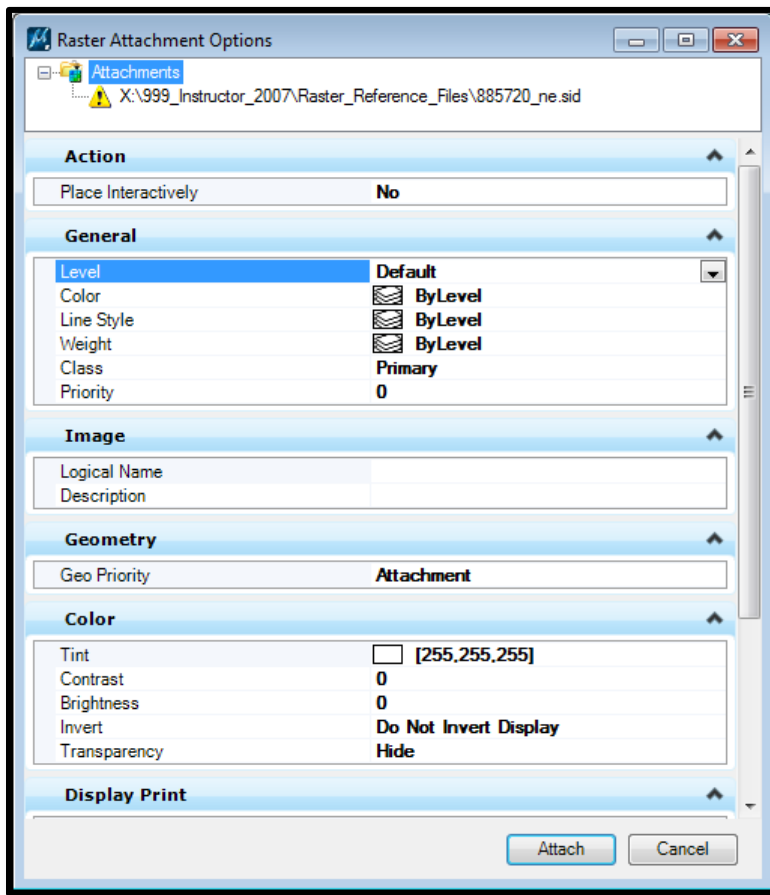 Raster Attachment Options
Attachments
X:\999_Instructor_2007\Raster_Reference_Files\885720_ne.sid
Action
Place Interactively No
General
Level Default
Color ByLevel
Line Style ByLevel
Weight ByLevel
Class Primary
Priority 0
Image
Logical Name
Description
Geometry
Geo Priority Attachment
Color
Tint [255,255,255]
Contrast 0
Brightness 0
Invert Do Not Invert Display
Transparency Hide
Display Print
Attach Cancel